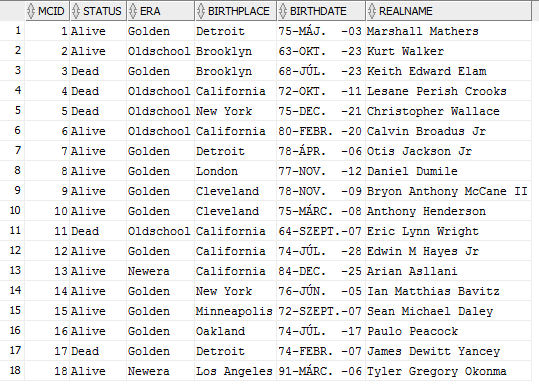 MCID STATUS ERA BIRTHPLACE BIRTHDATE REALNAME
1 1 Alive Golden Detroit 75-MÁJ. -03 Marshall Mathers
2 2 Alive Oldschool Brooklyn 63-OKT. -23 Kurt Walker
3 3 Dead Golden Brooklyn 68-JÚL. -23 Keith Edward Elam
4 4 Dead Oldschool California 72-OKT. -11 Lesane Perish Crooks
5 5 Dead Oldschool New York 75-DEC. -21 Christopher Wallace
6 6 Alive Oldschool California 80-FEBR. -20 Calvin Broadus Jr
7 7 Alive Golden Detroit 78-ÁPR. -06 Otis Jackson Jr
8 8 Alive Golden London 77-NOV. -12 Daniel Dumile
9 9 Alive Golden Cleveland 78-NOV. -09 Bryon Anthony McCane II
10 10 Alive Golden Cleveland 75-MÁRC. -08 Anthony Henderson
11 11 Dead Oldschool California 64-SZEPT.-07 Eric Lynn Wright
12 12 Alive Golden California 74-JÚL. -28 Edwin M Hayes Jr
13 13 Alive Newera California 84-DEC. -25 Arian Asllani
14 14 Alive Golden New York 76-JÚN. -05 Ian Matthias Bavitz
15 15 Alive Golden Minneapolis 72-SZEPT.-07 Sean Michael Daley
16 16 Alive Golden Oakland 74-JÚL. -17 Paulo Peacock
17 17 Dead Golden Detroit 74-FEBR. -07 James Dewitt Yancey
18 18 Alive Newera Los Angeles 91-MÁRC. -06 Tyler Gregory Okonma